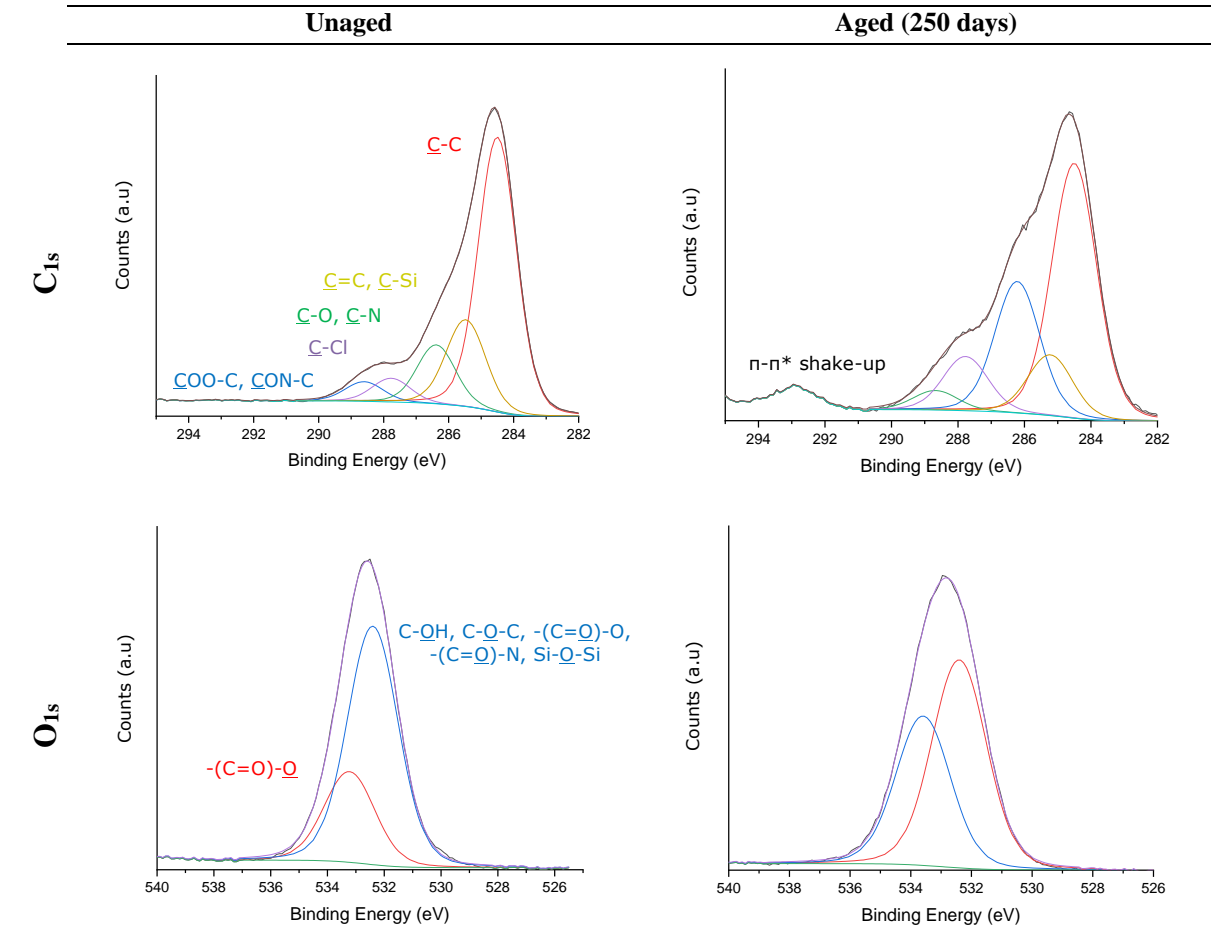 Unaged
Aged (250 days)
C1s
Counts (a.u)
C-C
C=C, C-Si
C-O, C-N
C-Cl
COO-C, CON-C
294 292 290 288 286 284 282
Binding Energy (eV)
Counts (a.u)
π-π* shake-up
294 292 290 288 286 284 282
Binding Energy (eV)
O1s
Counts (a.u)
C-OH, C-O-C, -(C=O)-O,
-(C=O)-N, Si-O-Si
-(C=O)-O
540 538 536 534 532 530 528 526
Binding Energy (eV)
Counts (a.u)
540 538 536 534 532 530 528 526
Binding Energy (eV)